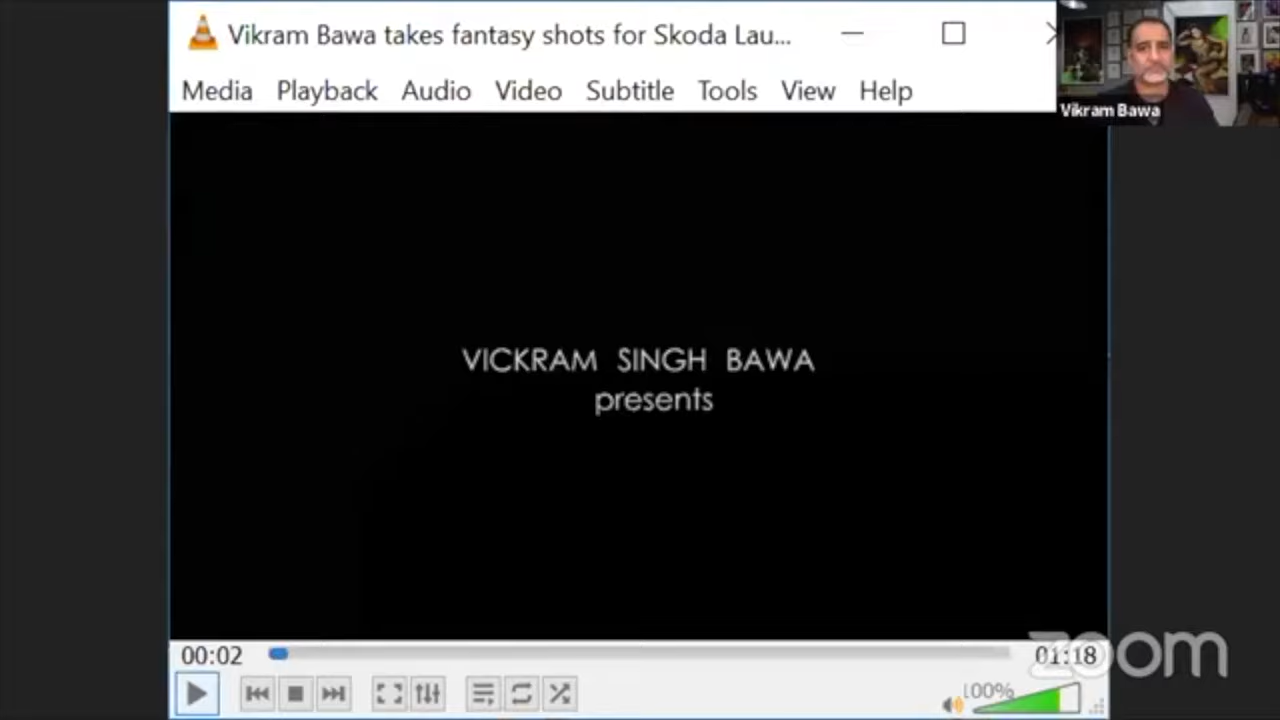 Vikram Bawa takes fantasy shots for Skoda Lau...
Media Playback Audio Video Subtitle Tools View Help
Vikram Bawa
VICKRAM SINGH BAWA
presents
00:02
01:18
zoom
100%